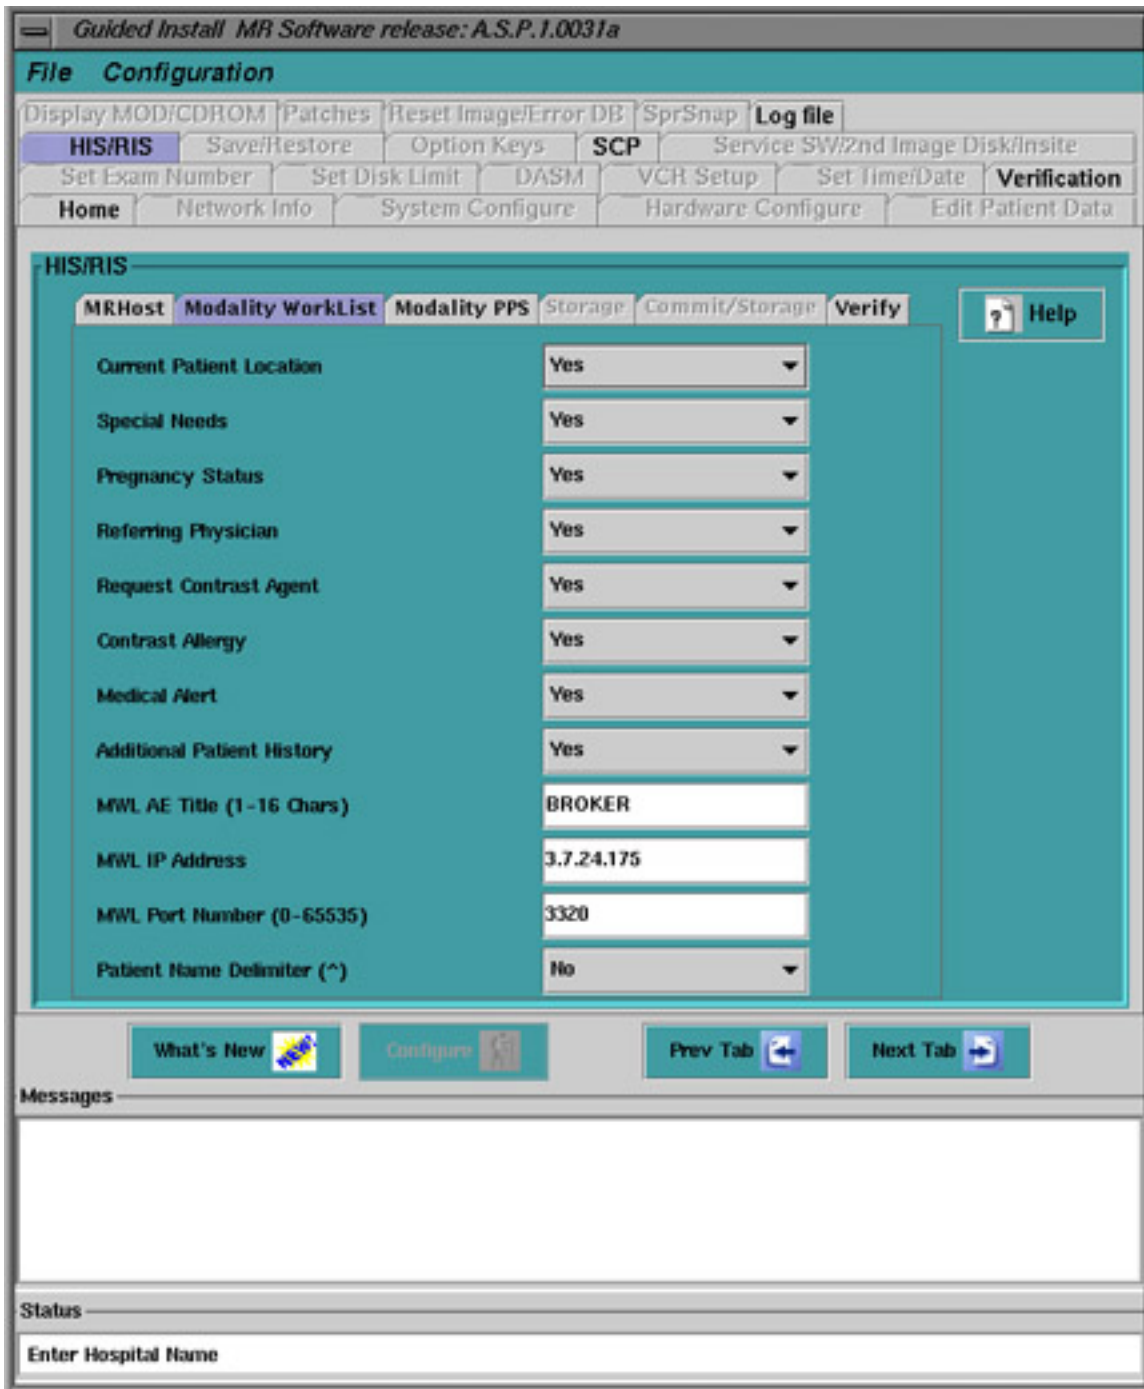 Guided Install MR Software release: A.S.P.1.0031a
File Configuration
Display MOD/CDROM Patches Reset Image/Error DB SprSnap Log file
HIS/RIS Save/Restore Option Keys SCP Service SW/2nd Image Disk/Insite
Set Exam Number Set Disk Limit DASM VCR Setup Set Time/Date Verification
Home Network Info System Configure Hardware Configure Edit Patient Data
HIS/RIS
MRHost Modality WorkList Modality PPS Storage Commit/Storage Verify
? Help
Current Patient Location Yes
Special Needs Yes
Pregnancy Status Yes
Referring Physician Yes
Request Contrast Agent Yes
Contrast Allergy Yes
Medical Alert Yes
Additional Patient History Yes
MWL AE Title (1-16 Chars) BROKER
MWL IP Address 3.7.24.175
MWL Port Number (0-65535) 3320
Patient Name Delimiter (^) No
What's New NEW! Configure Prev Tab Next Tab
Messages
Status
Enter Hospital Name